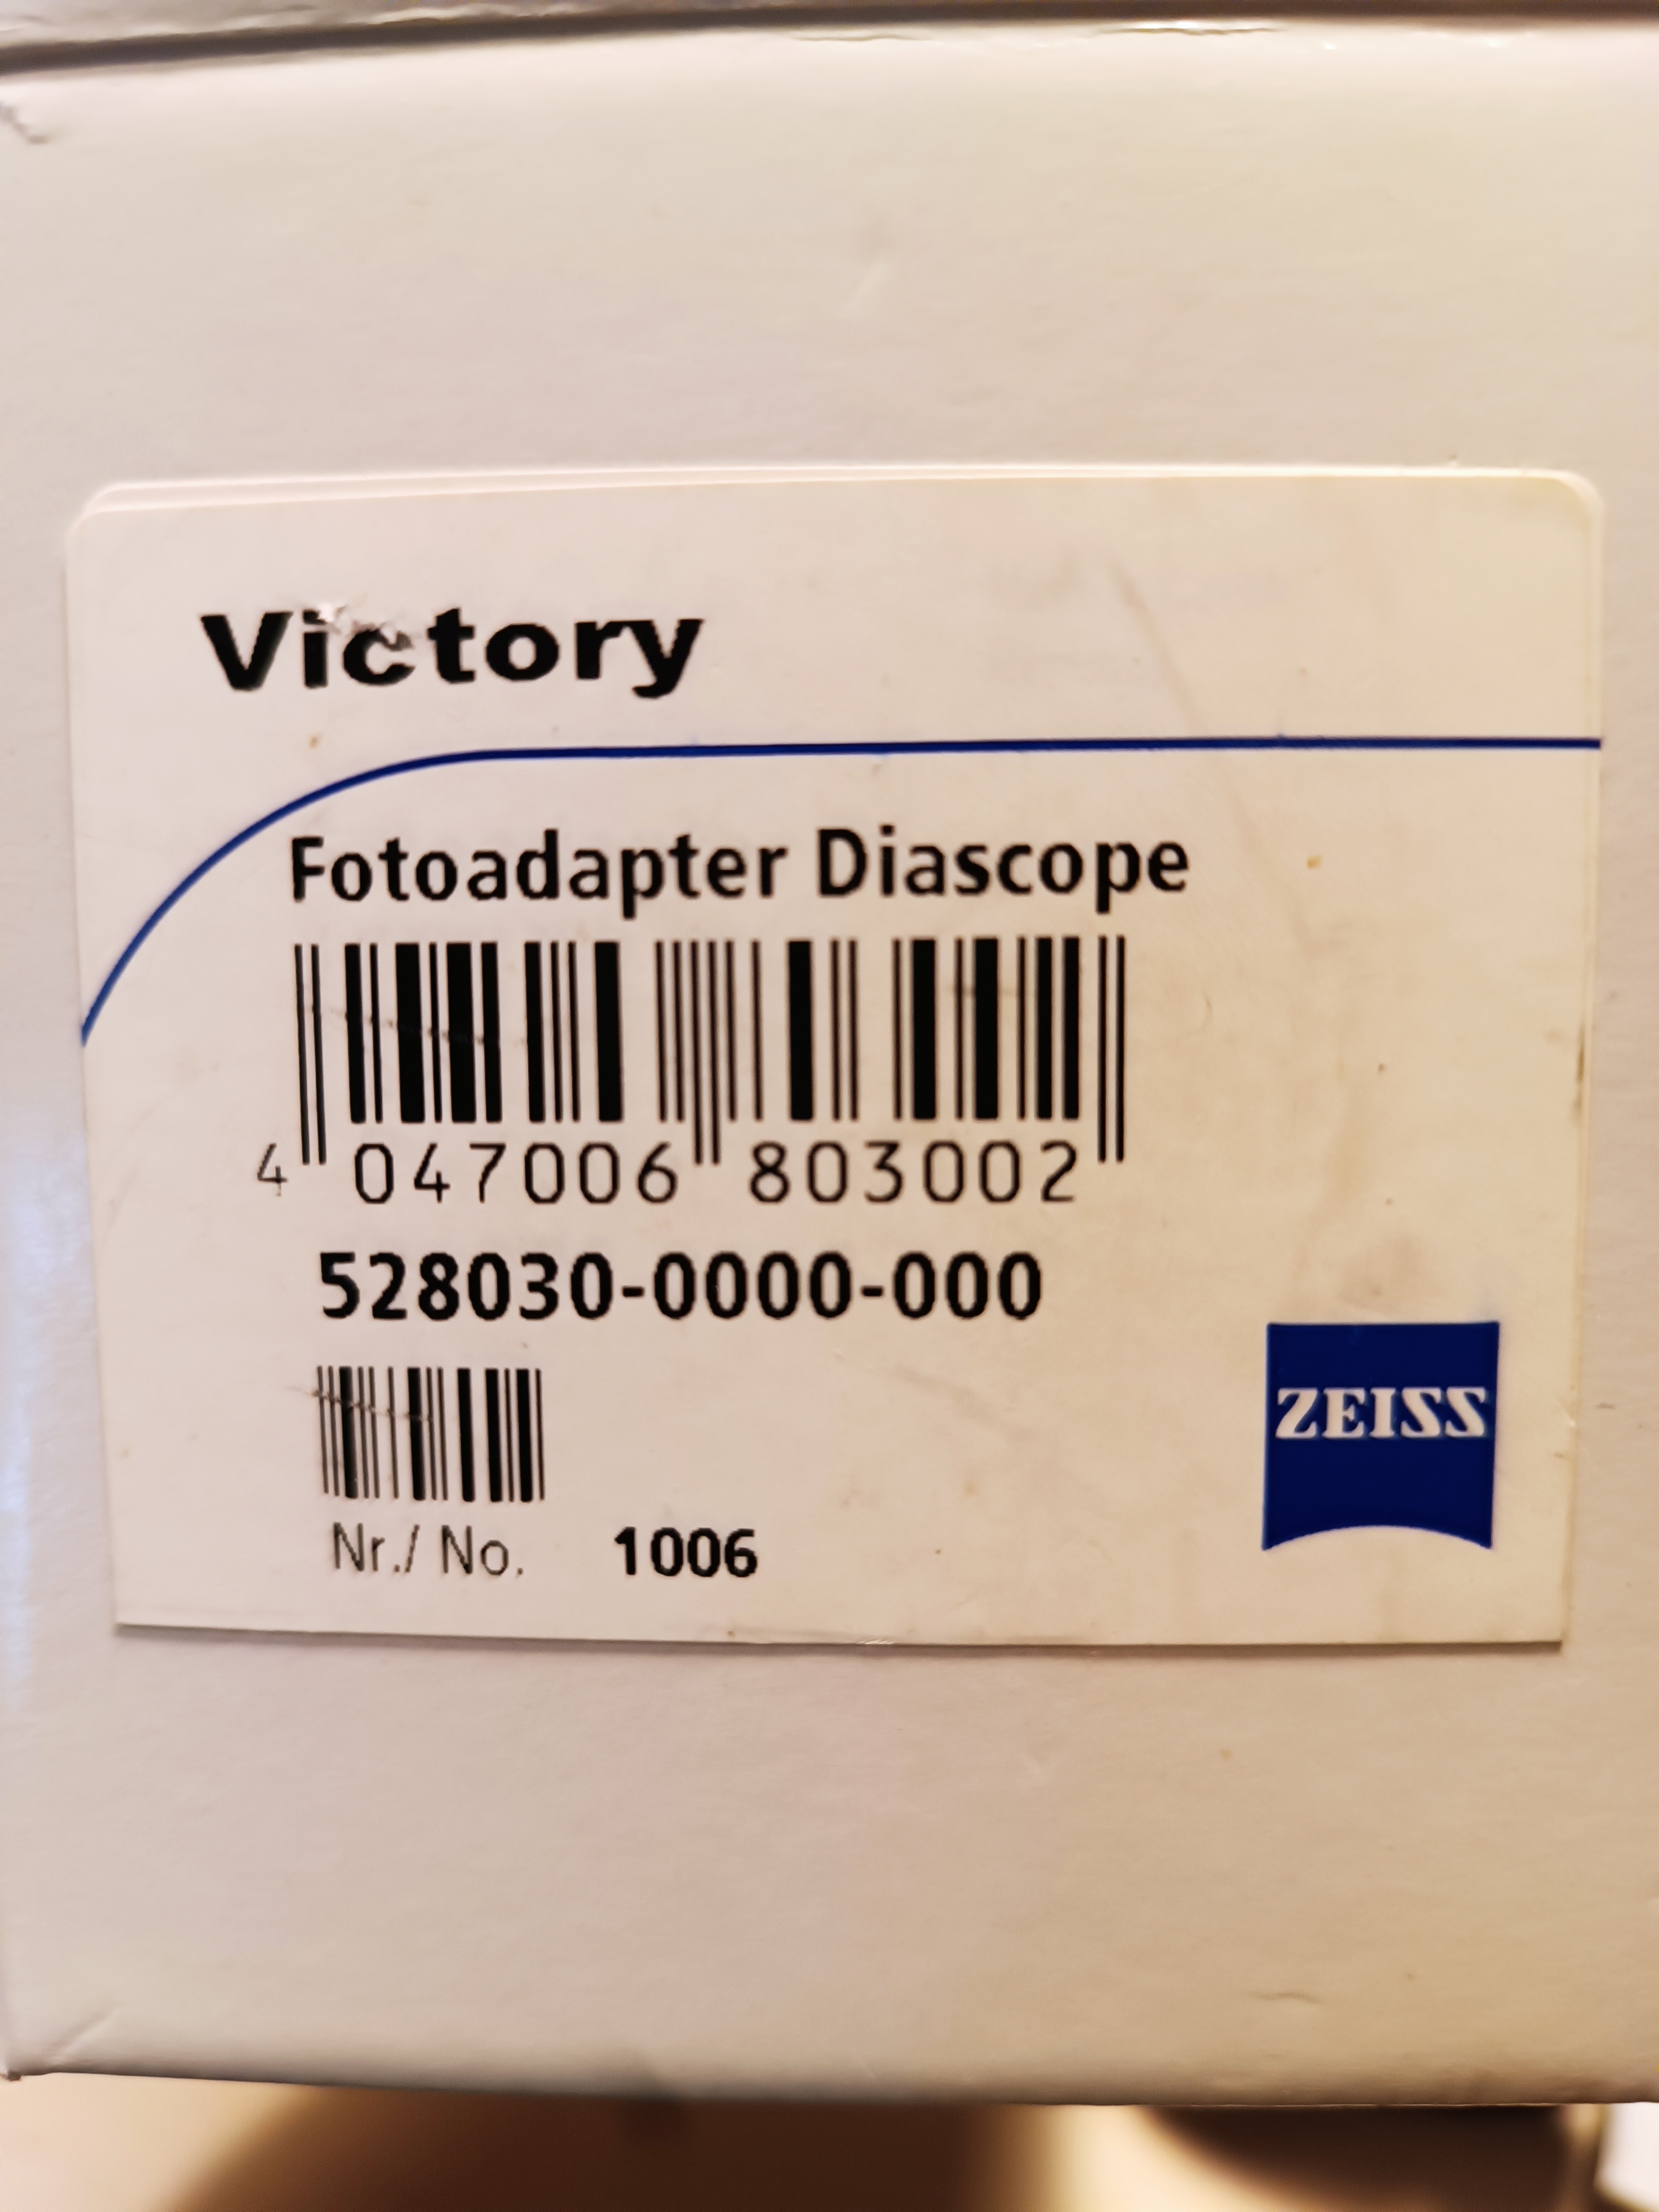 Victory
Fotoadapter Diascope
4 047006 803002
528030-0000-000
Nr./ No. 1006
ZEISS